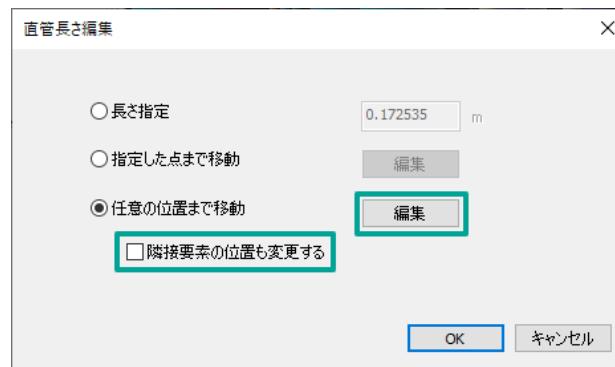 直管長さ編集
長さ指定 0.172535 m
指定した点まで移動 編集
任意の位置まで移動 編集
隣接要素の位置も変更する
OK キャンセル